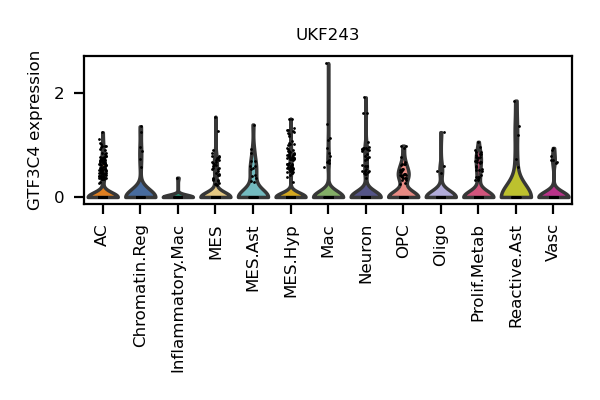 UKF243
GTF3C4 expression
2
0
AC
Chromatin.Reg
Inflammatory.Mac
MES
MES.Ast
MES.Hyp
Mac
Neuron
OPC
Oligo
Prolif.Metab
Reactive.Ast
Vasc